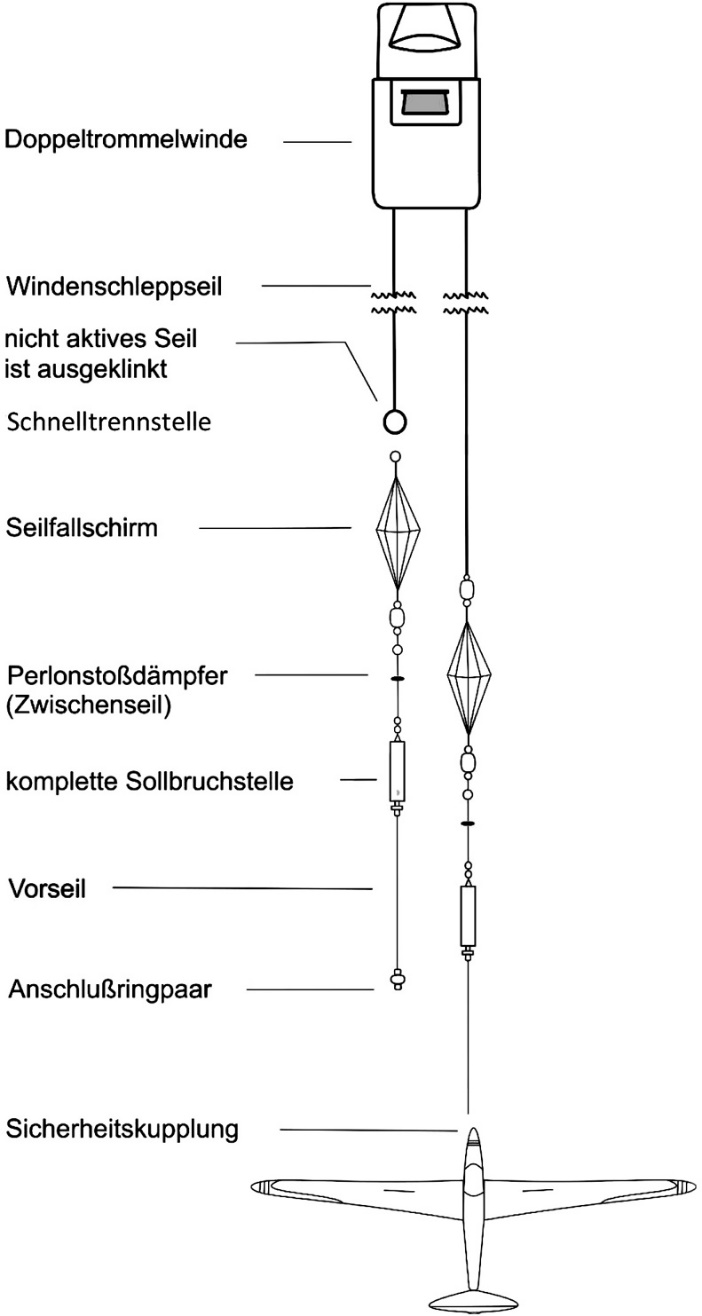 Doppeltrommelwinde
Windenschleppseil
nicht aktives Seil
ist ausgeklinkt
Schnelltrennstelle
Seilfallschirm
Perlonstoßdämpfer
(Zwischenseil)
komplette Sollbruchstelle
Vorseil
Anschlußringpaar
Sicherheitskupplung